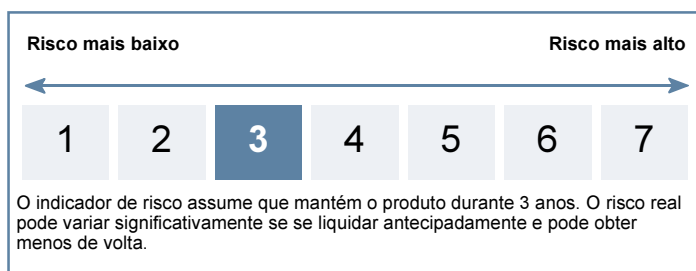 Risco mais baixo Risco mais alto
1 2 3 4 5 6 7
O indicador de risco assume que mantém o produto durante 3 anos. O risco real
pode variar significativamente se se liquidar antecipadamente e pode obter
menos de volta.